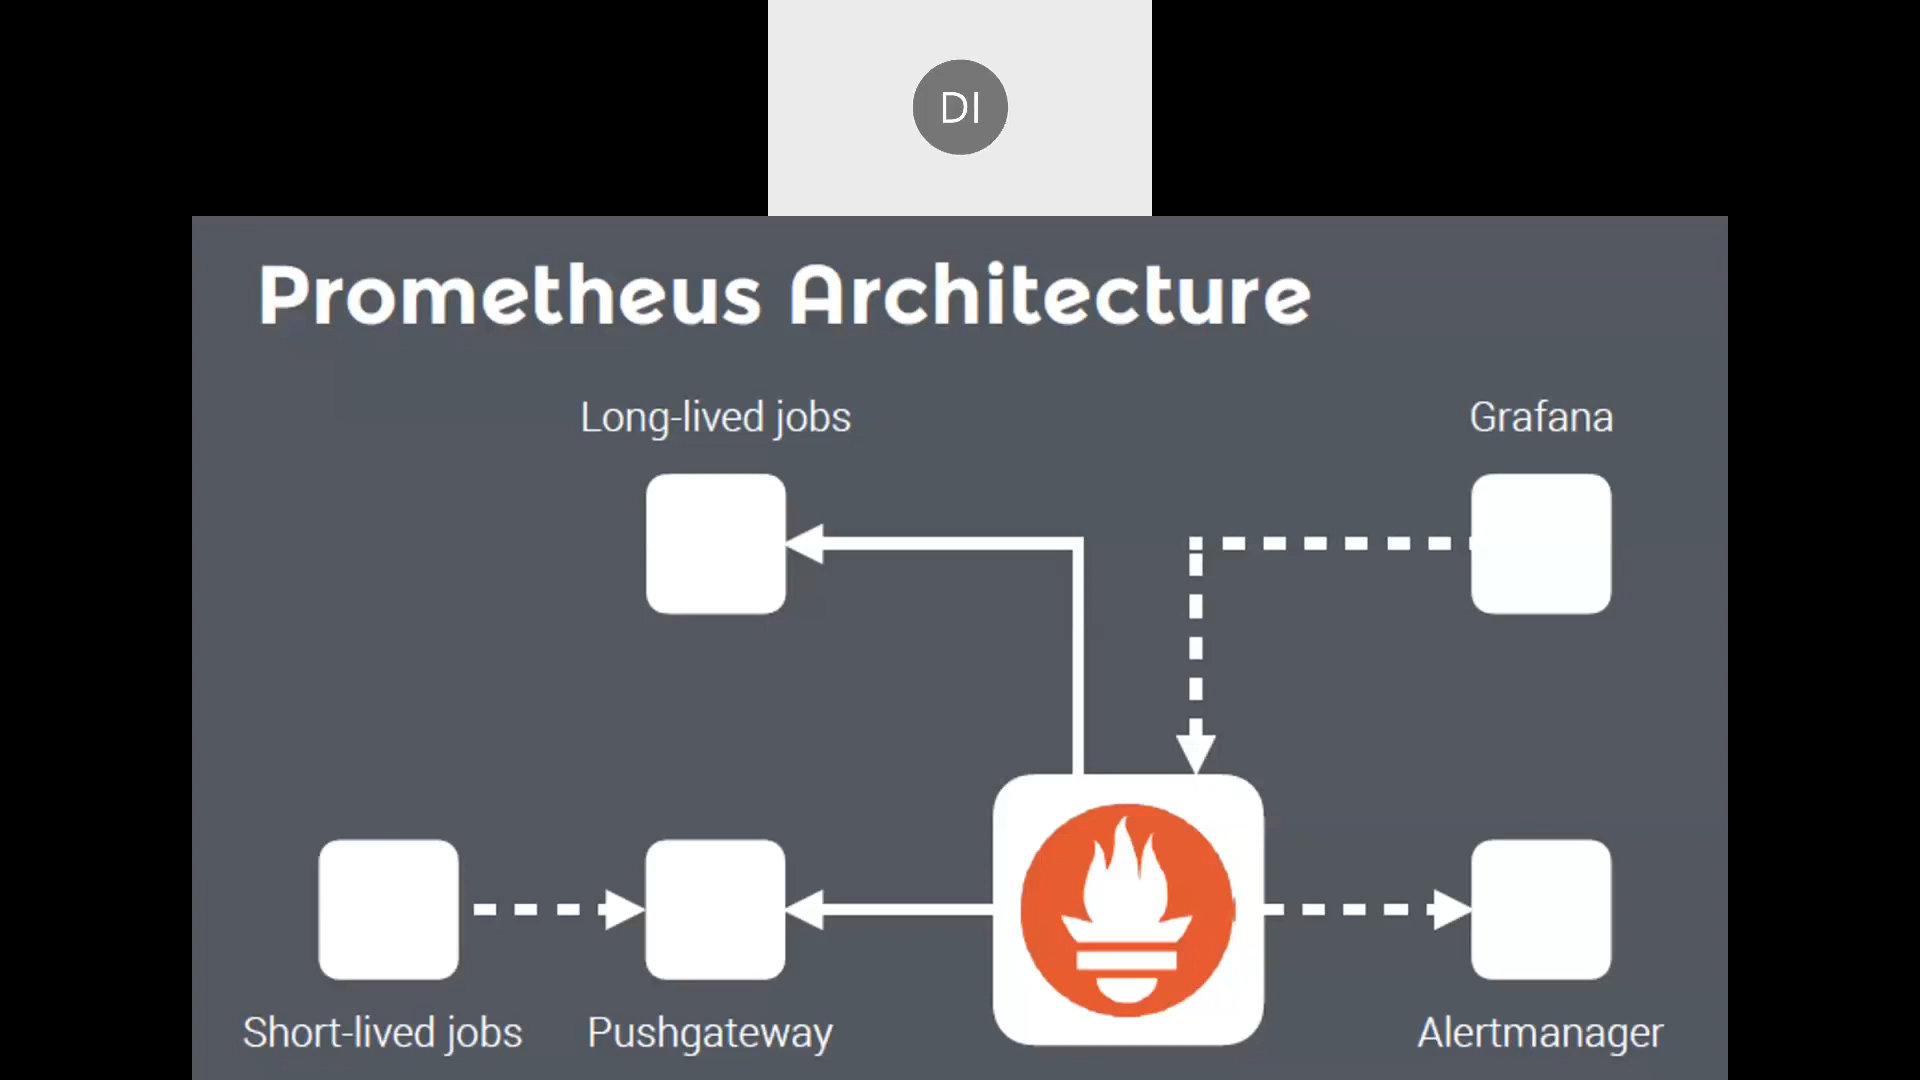 DI
Prometheus Architecture
Long-lived jobs
Grafana
Short-lived jobs
Pushgateway
Alertmanager